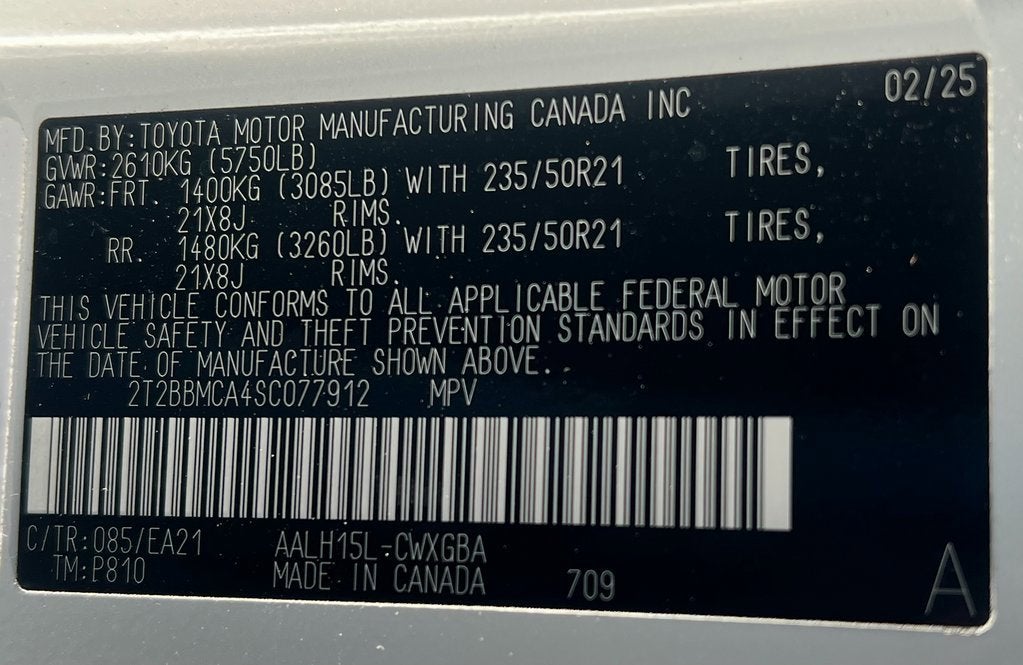 02/25
MFD.BY:TOYOTA MOTOR MANUFACTURING CANADA INC
GVWR:2610KG (5750LB)
GAWR:FRT. 1400KG (3085LB) WITH 235/50R21 TIRES,
21X8J RIMS.
RR. 1480KG (3260LB) WITH 235/50R21 TIRES,
21X8J RIMS.
THIS VEHICLE CONFORMS TO ALL APPLICABLE FEDERAL MOTOR
VEHICLE SAFETY AND THEFT PREVENTION STANDARDS IN EFFECT ON
THE DATE OF MANUFACTURE SHOWN ABOVE.
2T2BBMCA4SC077912 MPV
C/TR:085/EA21 AALH15L-CWXGBA
TM:P810 MADE IN CANADA 709 A